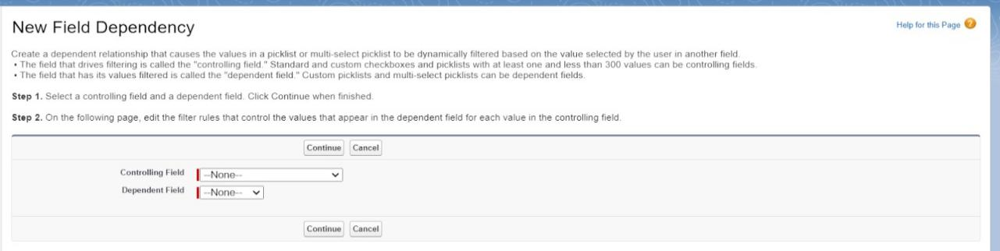 New Field Dependency
Help for this Page ?
Create a dependent relationship that causes the values in a picklist or multi-select picklist to be dynamically filtered based on the value selected by the user in another field.
• The field that drives filtering is called the "controlling field." Standard and custom checkboxes and picklists with at least one and less than 300 values can be controlling fields.
• The field that has its values filtered is called the "dependent field." Custom picklists and multi-select picklists can be dependent fields.
Step 1. Select a controlling field and a dependent field. Click Continue when finished.
Step 2. On the following page, edit the filter rules that control the values that appear in the dependent field for each value in the controlling field.
Continue Cancel
Controlling Field --None--
Dependent Field --None--
Continue Cancel